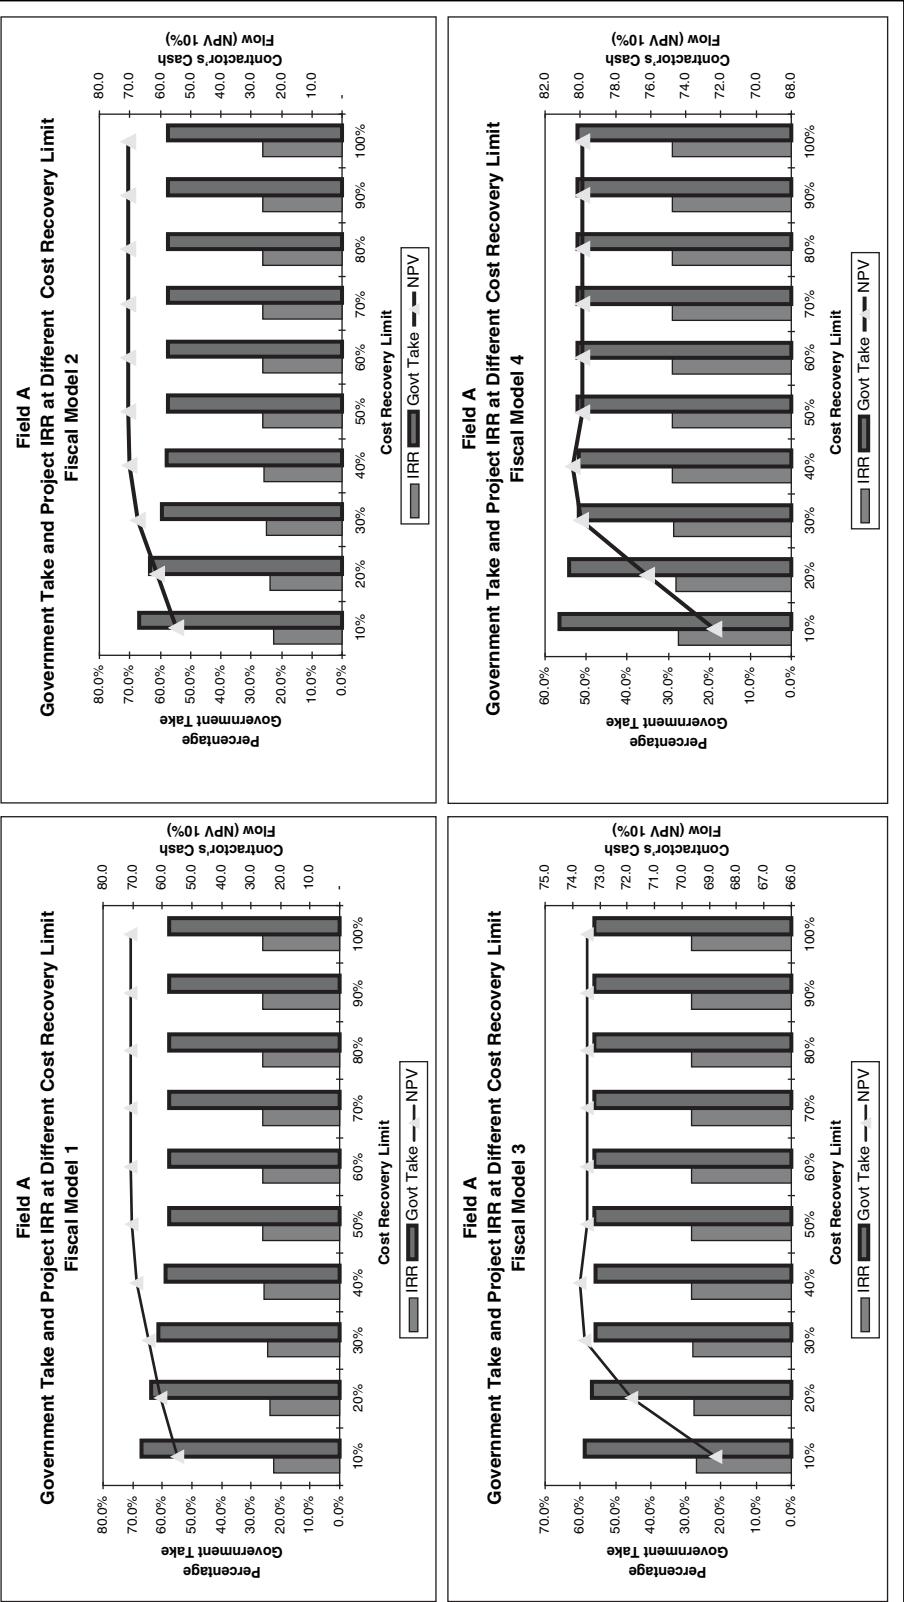 Field A
Government Take and Project IRR at Different Cost Recovery Limit
Fiscal Model 1
Percentage
Government Take
80.0%
70.0%
60.0%
50.0%
40.0%
30.0%
20.0%
10.0%
0.0%
80.0
70.0
60.0
50.0
40.0
30.0
20.0
10.0
-
Contractor's Cash
Flow (NPV 10%)
10% 20% 30% 40% 50% 60% 70% 80% 90% 100%
Cost Recovery Limit
IRR Govt Take NPV
Field A
Government Take and Project IRR at Different Cost Recovery Limit
Fiscal Model 2
Percentage
Government Take
80.0%
70.0%
60.0%
50.0%
40.0%
30.0%
20.0%
10.0%
0.0%
80.0
70.0
60.0
50.0
40.0
30.0
20.0
10.0
-
Contractor's Cash
Flow (NPV 10%)
10% 20% 30% 40% 50% 60% 70% 80% 90% 100%
Cost Recovery Limit
IRR Govt Take NPV
Field A
Government Take and Project IRR at Different Cost Recovery Limit
Fiscal Model 3
Percentage
Government Take
70.0%
60.0%
50.0%
40.0%
30.0%
20.0%
10.0%
0.0%
75.0
74.0
73.0
72.0
71.0
70.0
69.0
68.0
67.0
66.0
Contractor's Cash
Flow (NPV 10%)
10% 20% 30% 40% 50% 60% 70% 80% 90% 100%
Cost Recovery Limit
IRR Govt Take NPV
Field A
Government Take and Project IRR at Different Cost Recovery Limit
Fiscal Model 4
Percentage
Government Take
60.0%
50.0%
40.0%
30.0%
20.0%
10.0%
0.0%
82.0
80.0
78.0
76.0
74.0
72.0
70.0
68.0
Contractor's Cash
Flow (NPV 10%)
10% 20% 30% 40% 50% 60% 70% 80% 90% 100%
Cost Recovery Limit
IRR Govt Take NPV